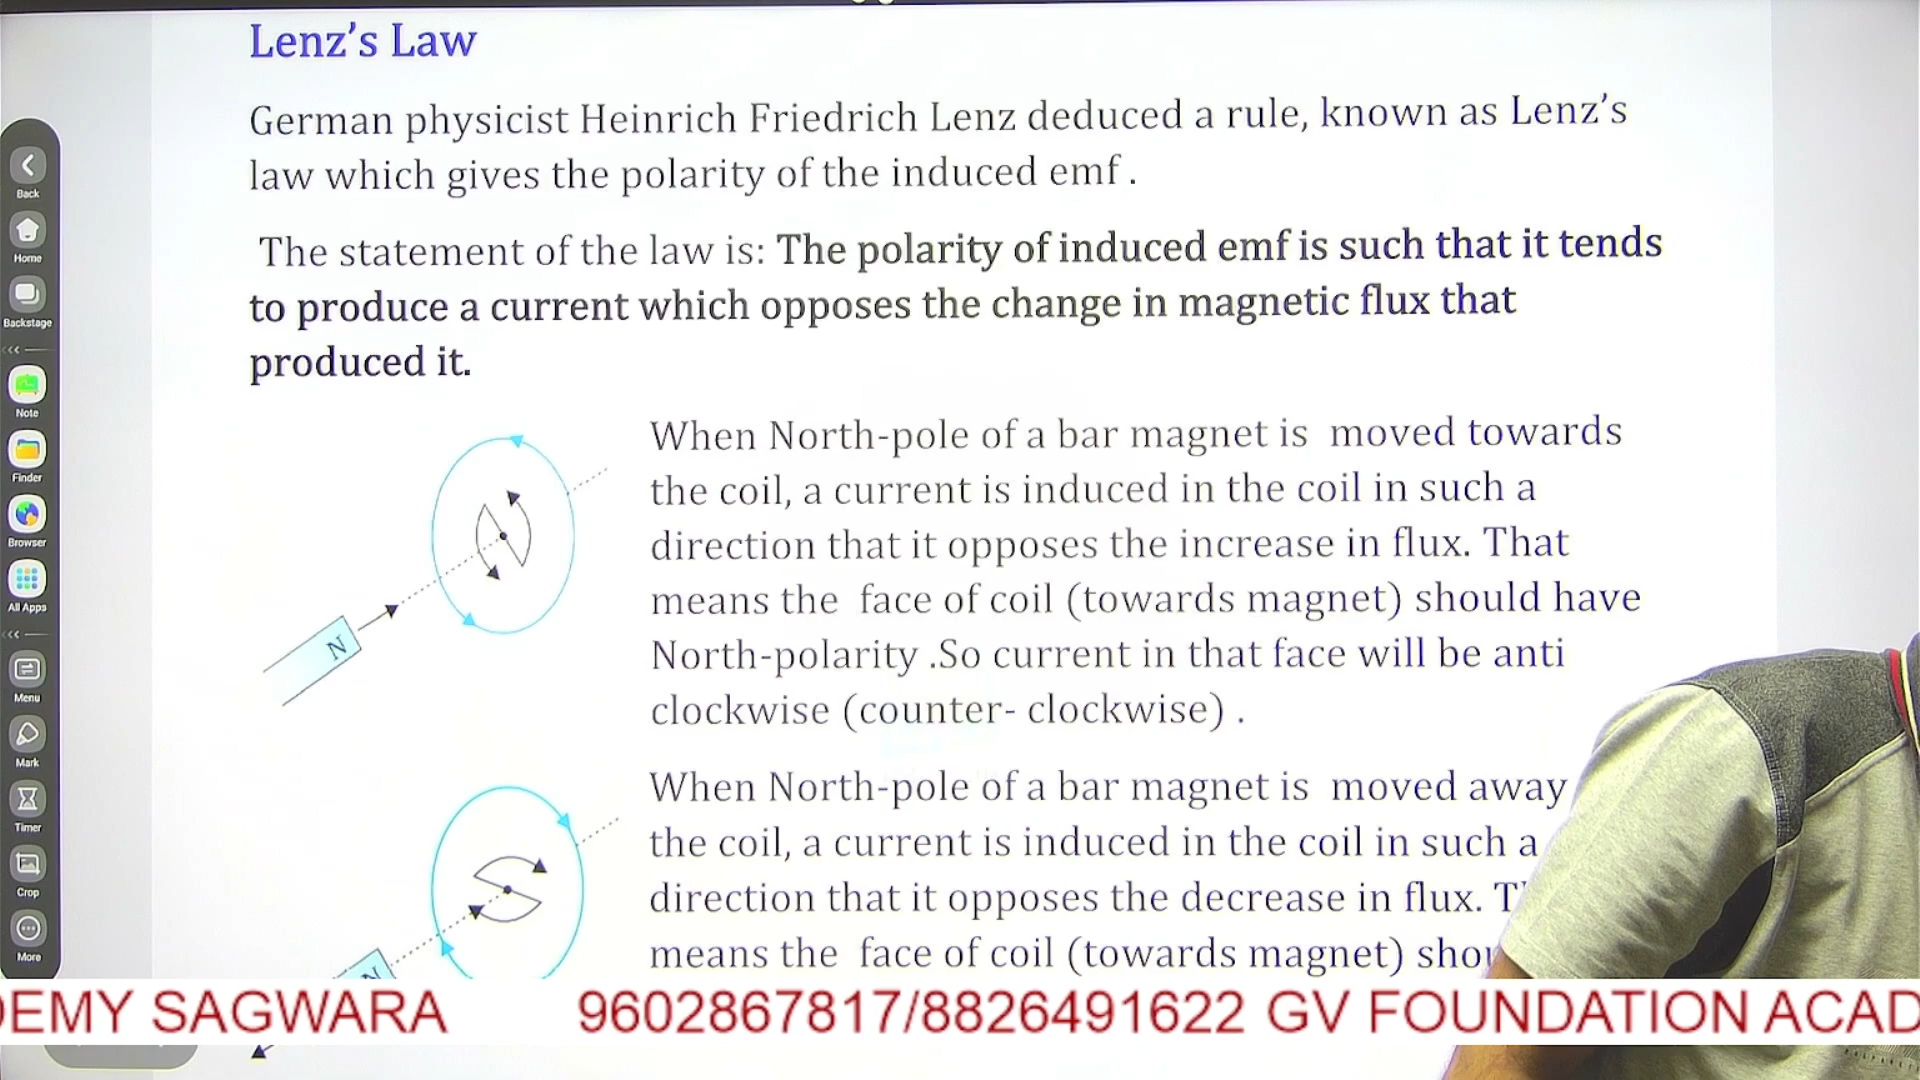 Lenz’s Law
German physicist Heinrich Friedrich Lenz deduced a rule, known as Lenz’s
law which gives the polarity of the induced emf .
The statement of the law is: The polarity of induced emf is such that it tends
to produce a current which opposes the change in magnetic flux that
produced it.
When North-pole of a bar magnet is moved towards
the coil, a current is induced in the coil in such a
direction that it opposes the increase in flux. That
means the face of coil (towards magnet) should have
North-polarity .So current in that face will be anti
clockwise (counter- clockwise) .
N
When North-pole of a bar magnet is moved away
the coil, a current is induced in the coil in such a
direction that it opposes the decrease in flux.
means the face of coil (towards magnet)
N
Back
Home
Backstage
Note
Finder
Browser
All Apps
Menu
Mark
Timer
Crop
More
DEMY SAGWARA 9602867817/8826491622 GV FOUNDATION ACAD